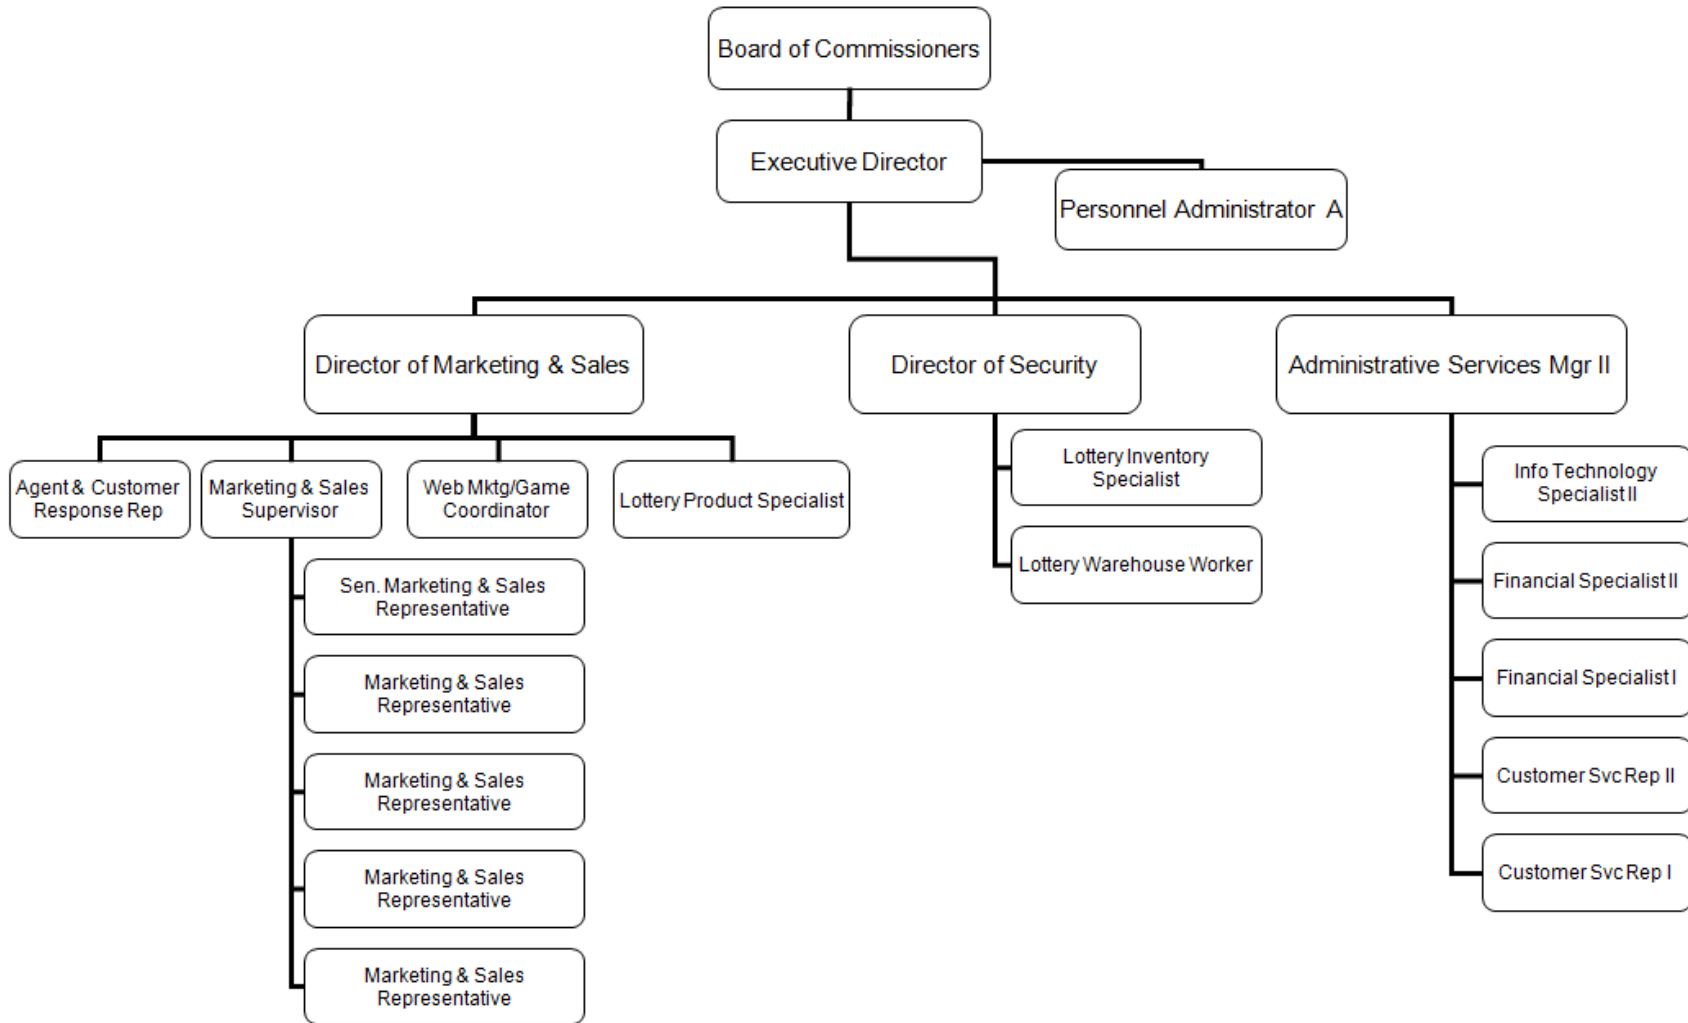 Board of Commissioners
Executive Director
Personnel Administrator A
Director of Marketing & Sales
Director of Security
Administrative Services Mgr II
Agent & Customer
Response Rep
Marketing & Sales
Supervisor
Web Mktg/Game
Coordinator
Lottery Product Specialist
Sen. Marketing & Sales
Representative
Marketing & Sales
Representative
Marketing & Sales
Representative
Marketing & Sales
Representative
Marketing & Sales
Representative
Lottery Inventory
Specialist
Lottery Warehouse Worker
Info Technology
Specialist II
Financial Specialist II
Financial Specialist I
Customer Svc Rep II
Customer Svc Rep I